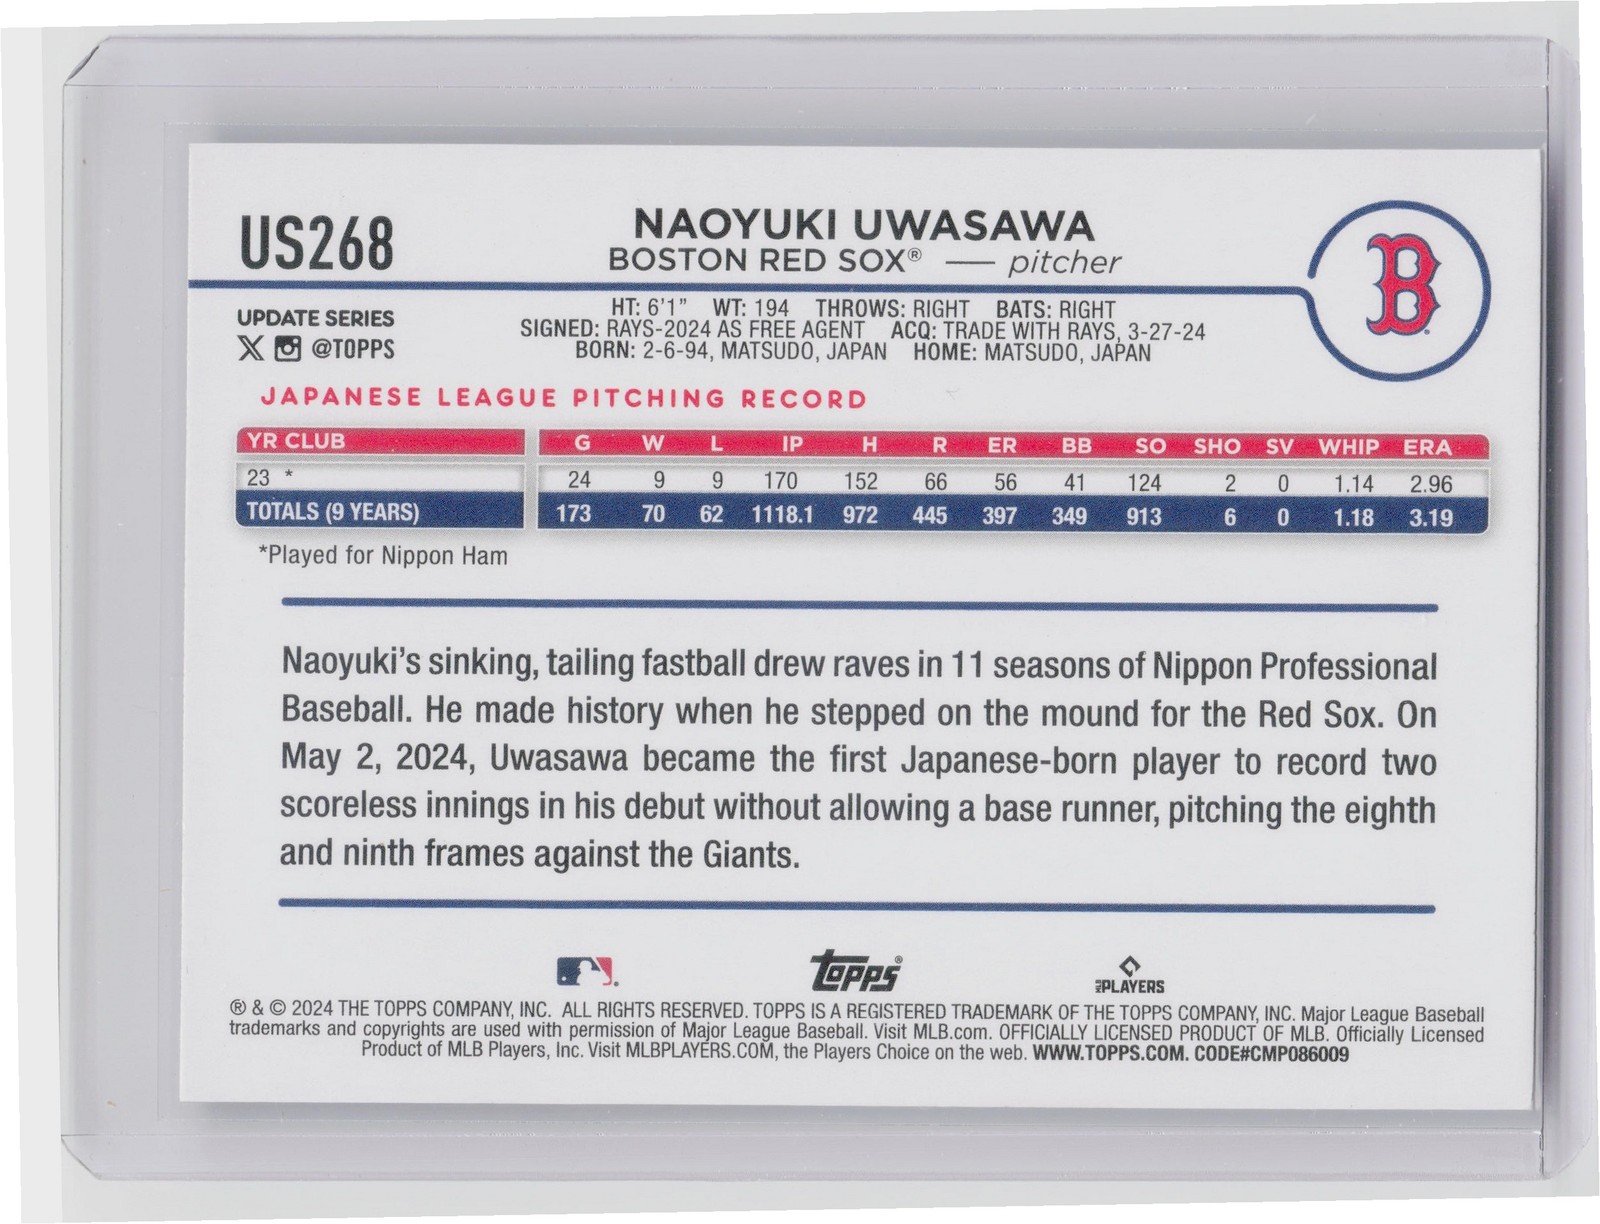 US268
NAOYUKI UWASAWA
BOSTON RED SOX® — pitcher
B
UPDATE SERIES
X @TOPPS
HT: 6'1" WT: 194 THROWS: RIGHT BATS: RIGHT
SIGNED: RAYS-2024 AS FREE AGENT ACQ: TRADE WITH RAYS, 3-27-24
BORN: 2-6-94, MATSUDO, JAPAN HOME: MATSUDO, JAPAN
JAPANESE LEAGUE PITCHING RECORD
YR CLUB G W L IP H R ER BB SO SHO SV WHIP ERA
23 * 24 9 9 170 152 66 56 41 124 2 0 1.14 2.96
TOTALS (9 YEARS) 173 70 62 1118.1 972 445 397 349 913 6 0 1.18 3.19
*Played for Nippon Ham
Naoyuki's sinking, tailing fastball drew raves in 11 seasons of Nippon Professional
Baseball. He made history when he stepped on the mound for the Red Sox. On
May 2, 2024, Uwasawa became the first Japanese-born player to record two
scoreless innings in his debut without allowing a base runner, pitching the eighth
and ninth frames against the Giants.
topps® PLAYERS
® & © 2024 THE TOPPS COMPANY, INC. ALL RIGHTS RESERVED. TOPPS IS A REGISTERED TRADEMARK OF THE TOPPS COMPANY, INC. Major League Baseball
trademarks and copyrights are used with permission of Major League Baseball. Visit MLB.com. OFFICIALLY LICENSED PRODUCT OF MLB. Officially Licensed
Product of MLB Players, Inc. Visit MLBPLAYERS.COM, the Players Choice on the web. WWW.TOPPS.COM. CODE#CMP086009